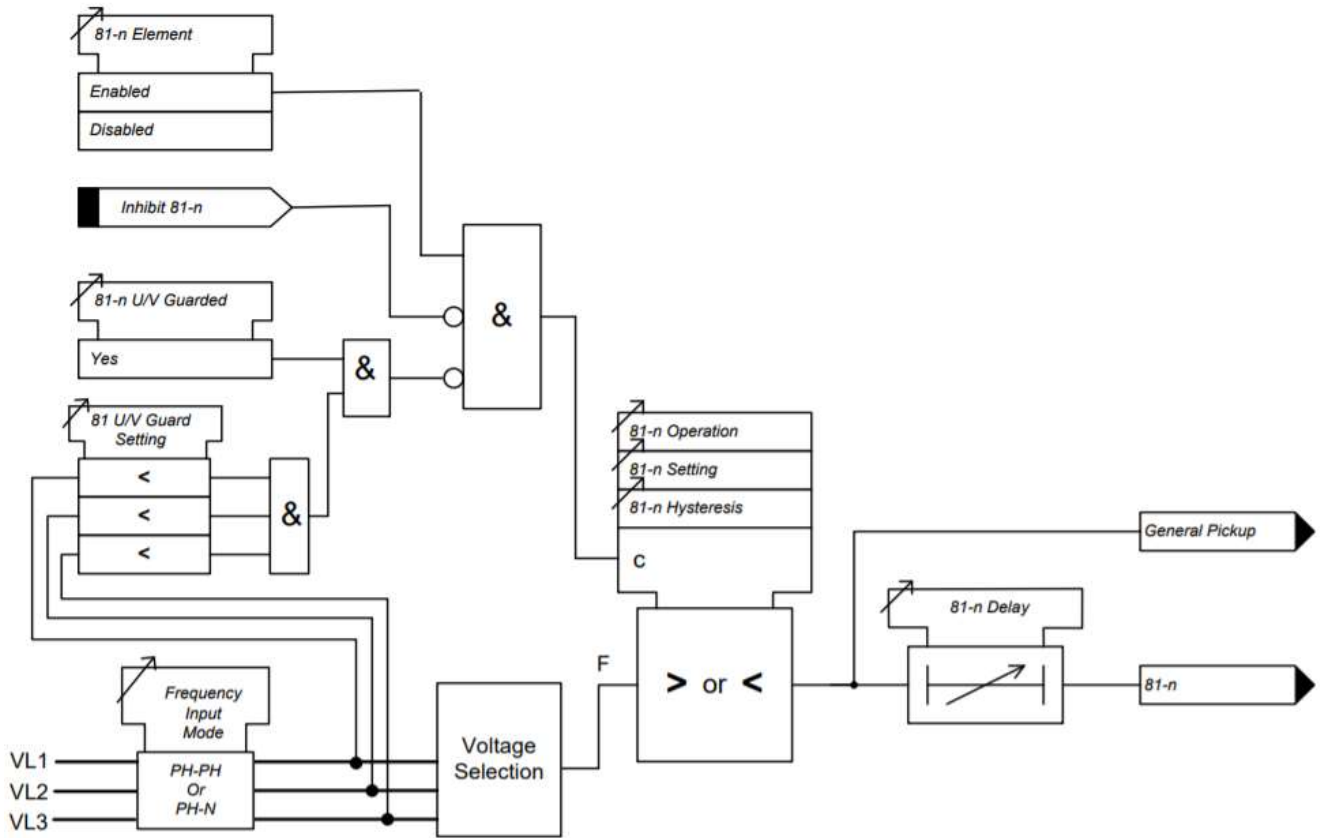 81-n Element
Enabled
Disabled
Inhibit 81-n
81-n U/V Guarded
Yes
&
&
81 U/V Guard
Setting
<
<
<
&
81-n Operation
81-n Setting
81-n Hysteresis
c
General Pickup
81-n Delay
F
> or <
81-n
Frequency
Input
Mode
Voltage
Selection
VL1
VL2
VL3
PH-PH
Or
PH-N